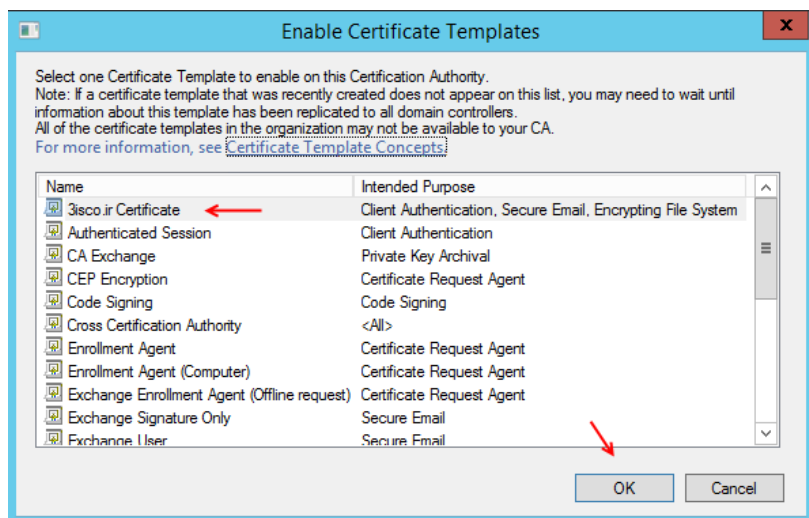 Enable Certificate Templates
x
Select one Certificate Template to enable on this Certification Authority.
Note: If a certificate template that was recently created does not appear on this list, you may need to wait until
information about this template has been replicated to all domain controllers.
All of the certificate templates in the organization may not be available to your CA.
For more information, see Certificate Template Concepts.
Name Intended Purpose
3isco.ir Certificate Client Authentication, Secure Email, Encrypting File System
Authenticated Session Client Authentication
CA Exchange Private Key Archival
CEP Encryption Certificate Request Agent
Code Signing Code Signing
Cross Certification Authority <All>
Enrollment Agent Certificate Request Agent
Enrollment Agent (Computer) Certificate Request Agent
Exchange Enrollment Agent (Offline request) Certificate Request Agent
Exchange Signature Only Secure Email
Exchange User Secure Email
OK Cancel